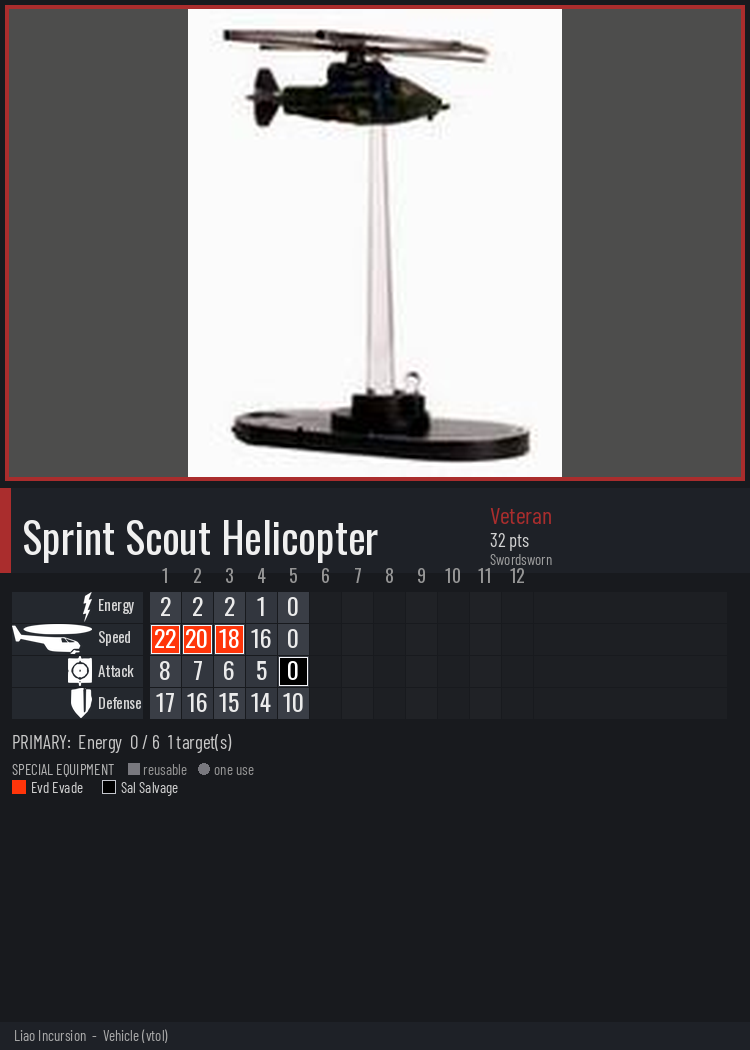 Sprint Scout Helicopter
Veteran
32 pts
Swordsworn
1 2 3 4 5 6 7 8 9 10 11 12
Energy 2 2 2 1 0
Speed 22 20 18 16 0
Attack 8 7 6 5 0
Defense 17 16 15 14 10
PRIMARY: Energy 0 / 6 1 target(s)
SPECIAL EQUIPMENT reusable one use
Evd Evade Sal Salvage
Liao Incursion - Vehicle (vtol)